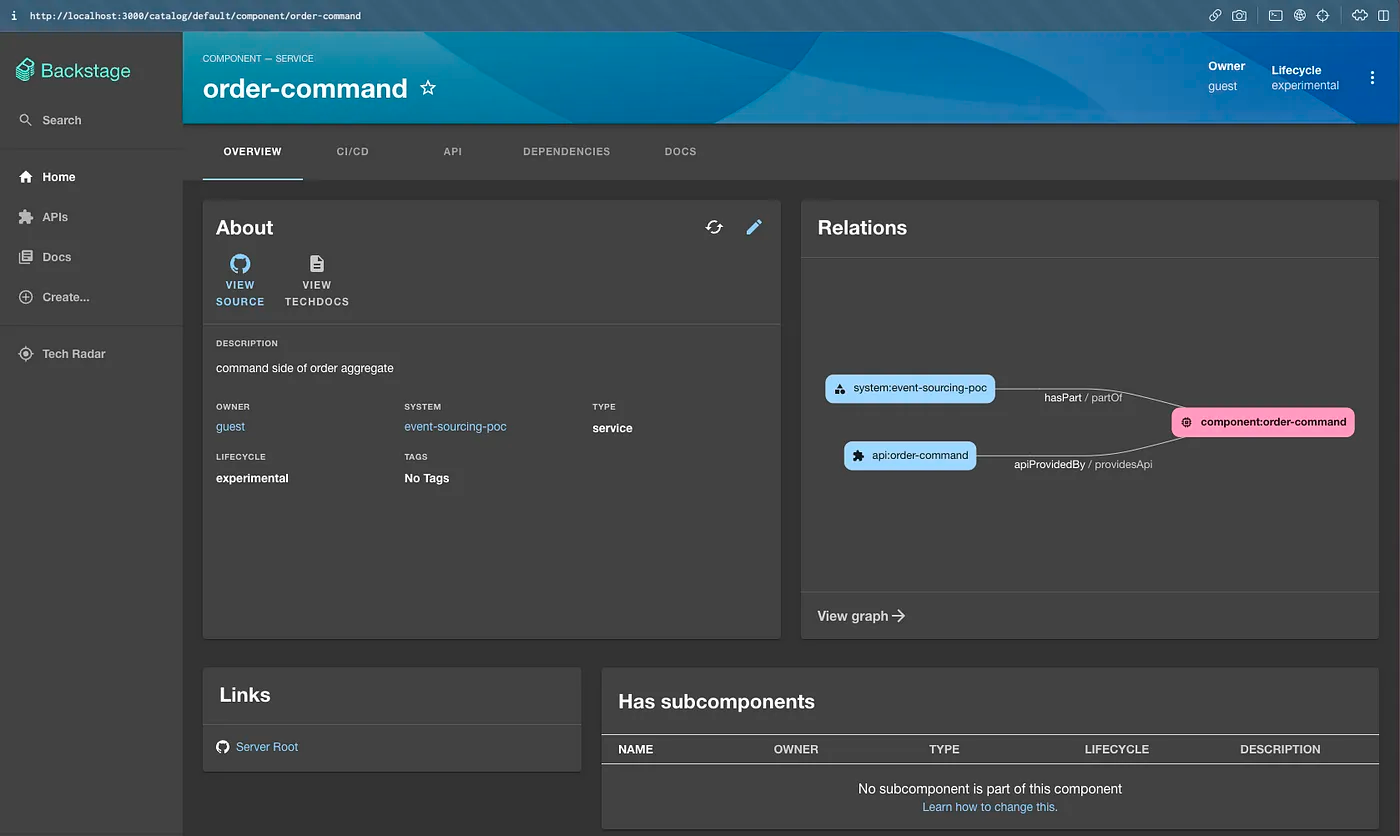 http://localhost:3000/catalog/default/component/order-command
Backstage
Search
Home
APIs
Docs
Create...
Tech Radar
COMPONENT — SERVICE
order-command
Owner
guest
Lifecycle
experimental
OVERVIEW
CI/CD
API
DEPENDENCIES
DOCS
About
VIEW
SOURCE
VIEW
TECHDOCS
DESCRIPTION
command side of order aggregate
OWNER
guest
SYSTEM
event-sourcing-poc
TYPE
service
LIFECYCLE
experimental
TAGS
No Tags
Relations
system:event-sourcing-poc
hasPart / partOf
component:order-command
api:order-command
apiProvidedBy / providesApi
View graph
Links
Server Root
Has subcomponents
NAME OWNER TYPE LIFECYCLE DESCRIPTION
No subcomponent is part of this component
Learn how to change this.